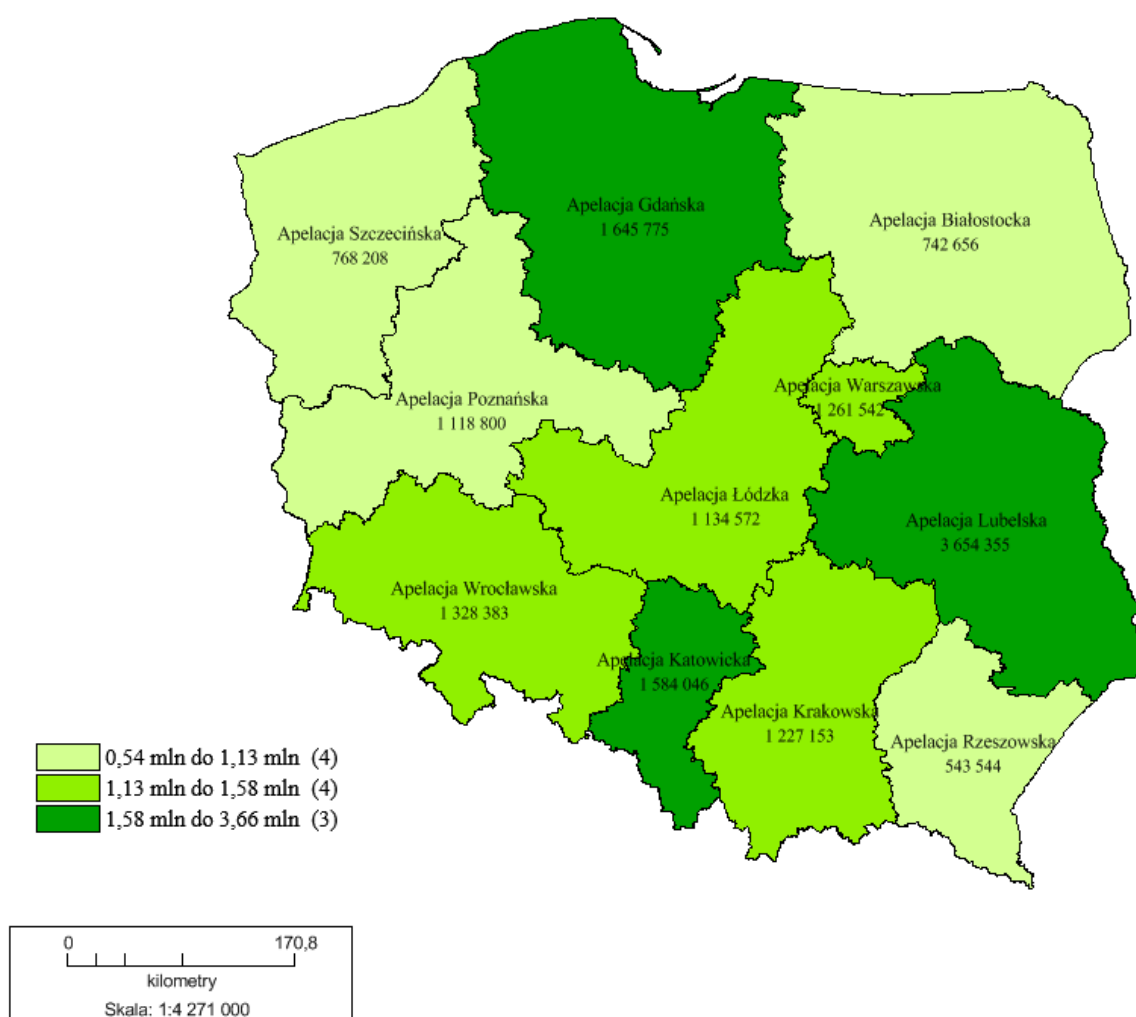 Apelacja Gdańska
1 645 775
Apelacja Białostocka
742 656
Apelacja Szczecińska
768 208
Apelacja Warszawska
1 261 542
Apelacja Poznańska
1 118 800
Apelacja Łódzka
1 134 572
Apelacja Lubelska
3 654 355
Apelacja Wrocławska
1 328 383
Apelacja Katowicka
1 584 046
Apelacja Krakowska
1 227 153
Apelacja Rzeszowska
543 544
0,54 mln do 1,13 mln (4)
1,13 mln do 1,58 mln (4)
1,58 mln do 3,66 mln (3)
0 170,8
kilometry
Skala: 1:4 271 000